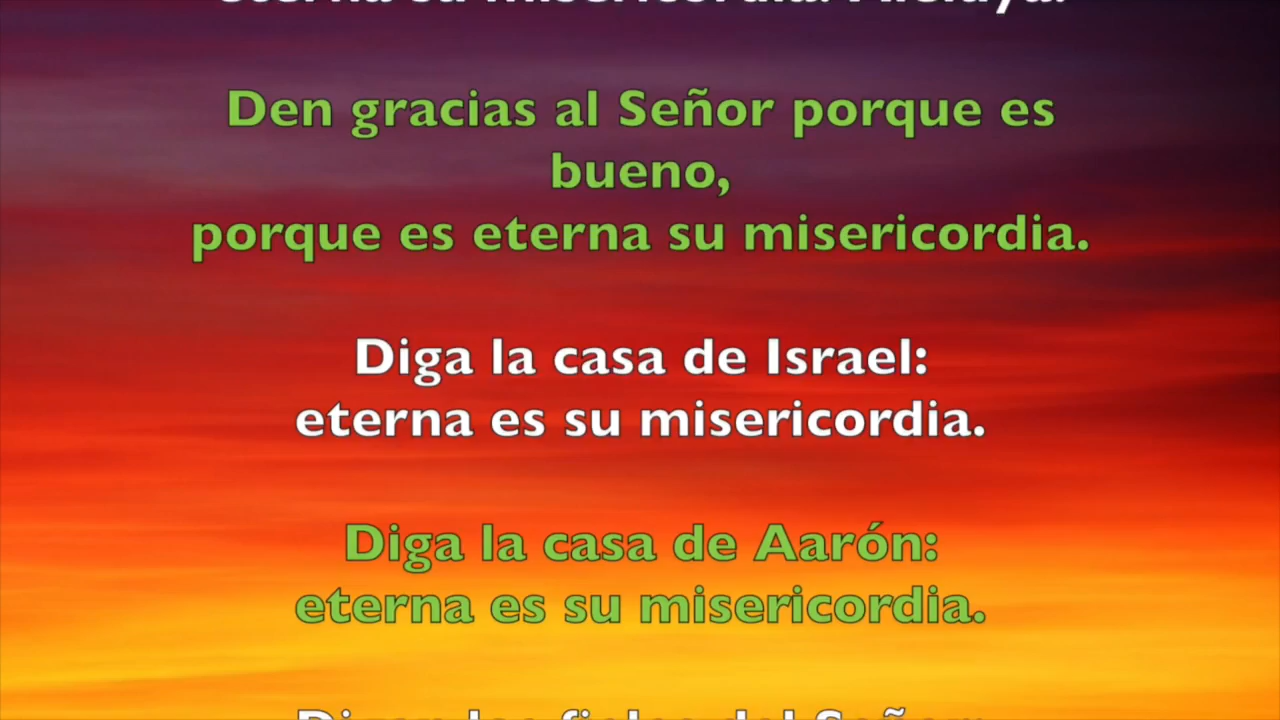 eterna su misericordia. Aleluya.
Den gracias al Señor porque es
bueno,
porque es eterna su misericordia.
Diga la casa de Israel:
eterna es su misericordia.
Diga la casa de Aarón:
eterna es su misericordia.
Digan los fieles del Señor: